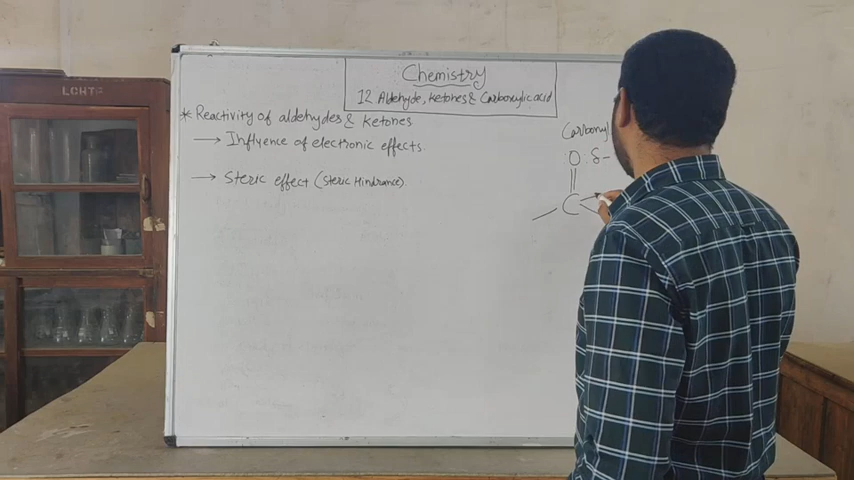 LCHTF
Chemistry
12 Aldehyde, Ketones & Carboxylic acid
* Reactivity of aldehydes & Ketones
→ Influence of electronic effects.
→ Steric effect (Steric Hindrance).
Carbonyl
O: δ-
C